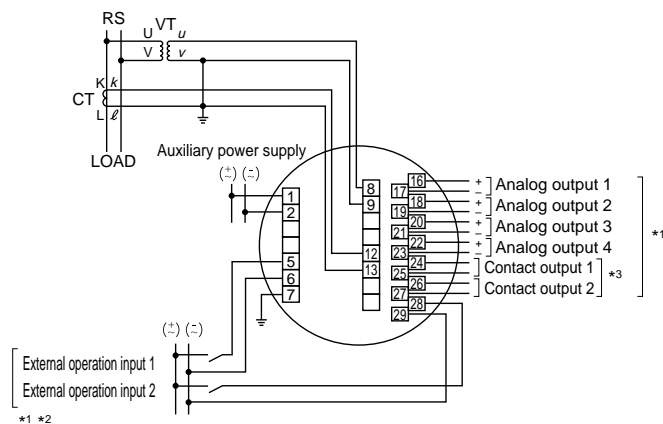 RS
U VT u
V v
K k
CT
L ℓ
LOAD
Auxiliary power supply
(+~) (-~)
1
2
5
6
7
8
9
12
13
16 + Analog output 1
17 −
18 + Analog output 2
19 −
20 + Analog output 3
21 −
22 + Analog output 4
23 −
24 Contact output 1
25
26 Contact output 2
27
28
29
*3
*1
(+~) (-~)
External operation input 1
External operation input 2
*1 *2